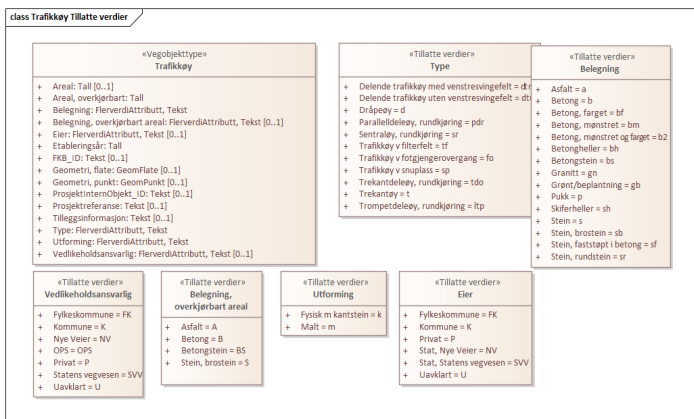 class Trafikkøy Tillatte verdier
«Vegobjekttype»
Trafikkøy
+ Areal: Tall [0..1]
+ Areal, overkjørbart: Tall
+ Belegning: FlerverdiAttributt, Tekst
+ Belegning, overkjørbart areal: FlerverdiAttributt, Tekst [0..1]
+ Eier: FlerverdiAttributt, Tekst [0..1]
+ Etableringsår: Tall
+ FKB_ID: Tekst [0..1]
+ Geometri, flate: GeomFlate [0..1]
+ Geometri, punkt: GeomPunkt [0..1]
+ ProsjektInternObjekt_ID: Tekst [0..1]
+ Prosjektreferanse: Tekst [0..1]
+ Tilleggsinformasjon: Tekst [0..1]
+ Type: FlerverdiAttributt, Tekst
+ Utforming: FlerverdiAttributt, Tekst
+ Vedlikeholdsansvarlig: FlerverdiAttributt, Tekst [0..1]
«Tillatte verdier»
Type
+ Delende trafikkøy med venstresvingefelt =
+ Delende trafikkøy uten venstresvingefelt =
+ Dråpeøy = d
+ Parallelldeleøy, rundkjøring = pdr
+ Sentraløy, rundkjøring = sr
+ Trafikkøy v filterfelt = tf
+ Trafikkøy v fotgjengerovergang = fo
+ Trafikkøy v snuplass = sp
+ Trekantdeleøy, rundkjøring = tdo
+ Trekantøy = t
+ Trompetdeleøy, rundkjøring = ltp
«Tillatte verdier»
Belegning
+ Asfalt = a
+ Betong = b
+ Betong, farget = bf
+ Betong, mønstret = bm
+ Betong, mønstret og farget = b2
+ Betongheller = bh
+ Betongstein = bs
+ Granitt = gn
+ Grønt/beplantning = gb
+ Pukk = p
+ Skiferheller = sh
+ Stein = s
+ Stein, brostein = sb
+ Stein, faststøpt i betong = sf
+ Stein, rundstein = sr
«Tillatte verdier»
Vedlikeholdsansvarlig
+ Fylkeskommune = FK
+ Kommune = K
+ Nye Veier = NV
+ OPS = OPS
+ Privat = P
+ Statens vegvesen = SVV
+ Uavklart = U
«Tillatte verdier»
Belegning,
overkjørbart areal
+ Asfalt = A
+ Betong = B
+ Betongstein = BS
+ Stein, brostein = S
«Tillatte verdier»
Utforming
+ Fysisk m kantstein = k
+ Malt = m
«Tillatte verdier»
Eier
+ Fylkeskommune = FK
+ Kommune = K
+ Privat = P
+ Stat, Nye Veier = NV
+ Stat, Statens vegvesen = SVV
+ Uavklart = U